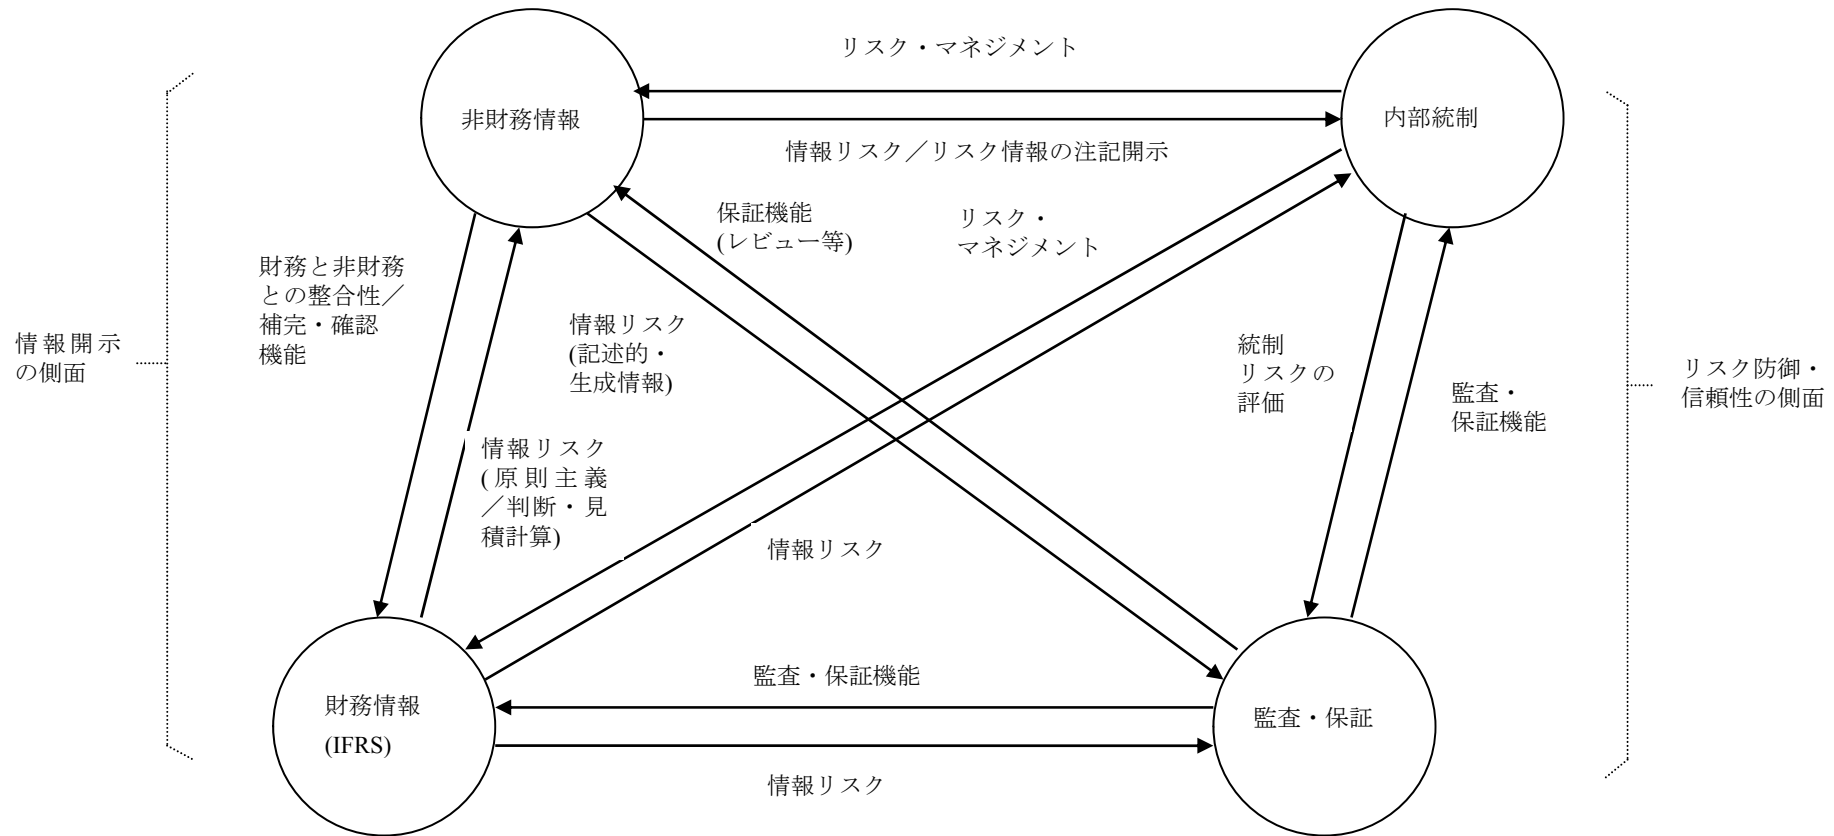 リスク・マネジメント
非財務情報
内部統制
情報リスク／リスク情報の注記開示
保証機能
(レビュー等)
リスク・
マネジメント
財務と非財務
との整合性／
補完・確認
機能
情報リスク
(記述的・
生成情報)
情報開示
の側面
統制
リスクの
評価
監査・
保証機能
リスク防御・
信頼性の側面
情報リスク
(原則主義
／判断・見
積計算)
情報リスク
監査・保証機能
財務情報
(IFRS)
監査・保証
情報リスク